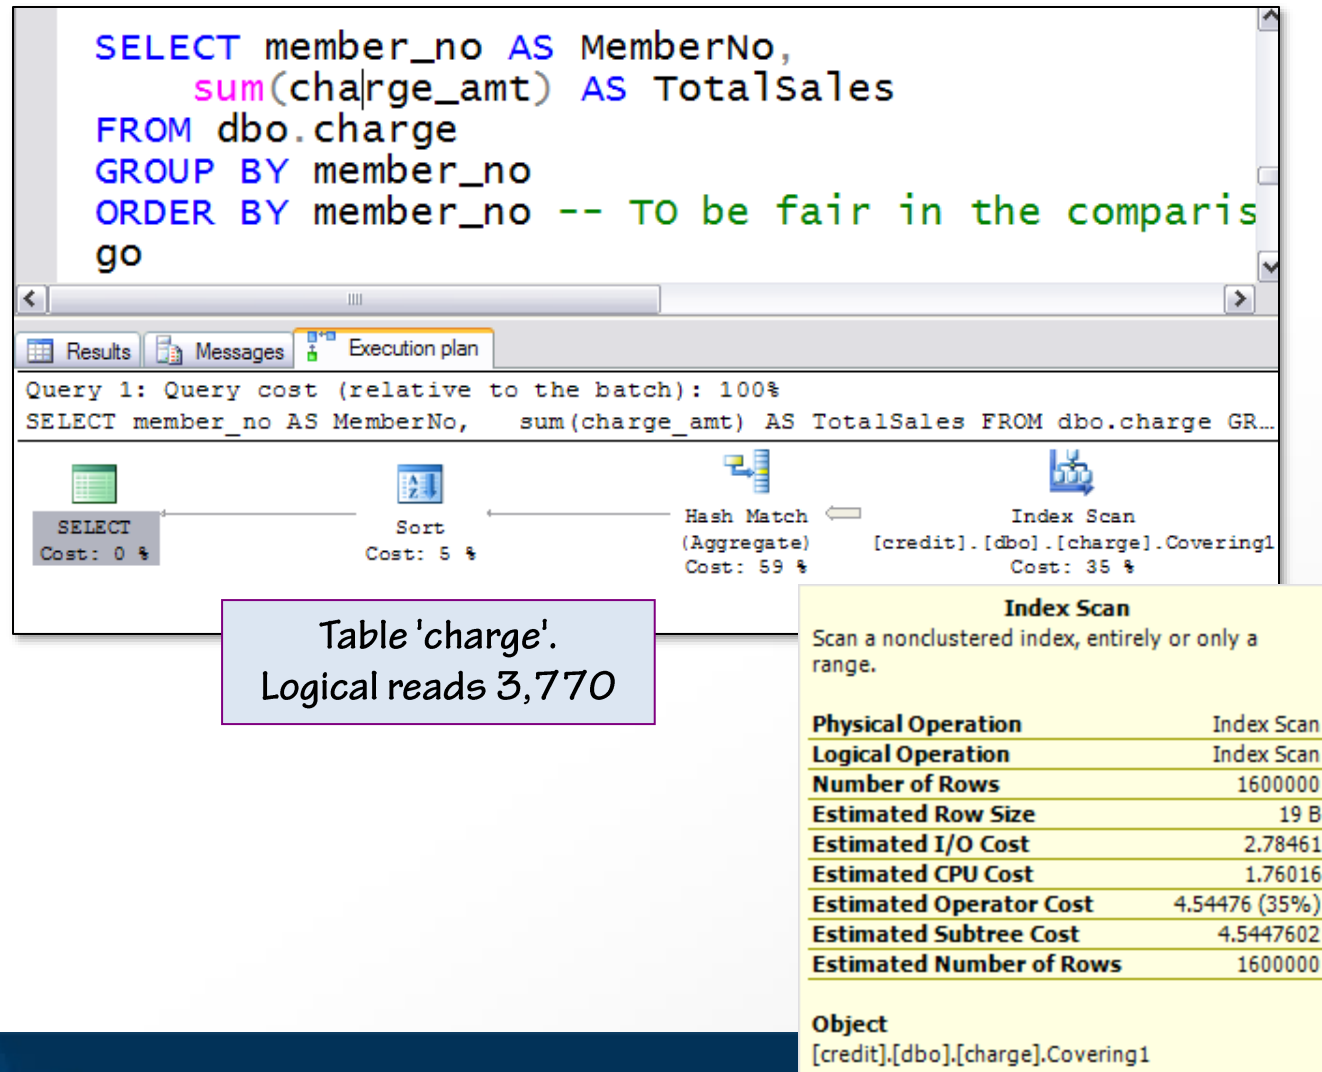 SELECT member_no AS MemberNo,
sum(charge_amt) AS TotalSales
FROM dbo.charge
GROUP BY member_no
ORDER BY member_no -- TO be fair in the comparis
go
Results Messages Execution plan
Query 1: Query cost (relative to the batch): 100%
SELECT member_no AS MemberNo, sum(charge_amt) AS TotalSales FROM dbo.charge GR…
SELECT
Cost: 0 %
Sort
Cost: 5 %
Hash Match
(Aggregate)
Cost: 59 %
Index Scan
[credit].[dbo].[charge].Covering1
Cost: 35 %
Table 'charge'.
Logical reads 3,770
Index Scan
Scan a nonclustered index, entirely or only a
range.
Physical Operation Index Scan
Logical Operation Index Scan
Number of Rows 1600000
Estimated Row Size 19 B
Estimated I/O Cost 2.78461
Estimated CPU Cost 1.76016
Estimated Operator Cost 4.54476 (35%)
Estimated Subtree Cost 4.5447602
Estimated Number of Rows 1600000
Object
[credit].[dbo].[charge].Covering1